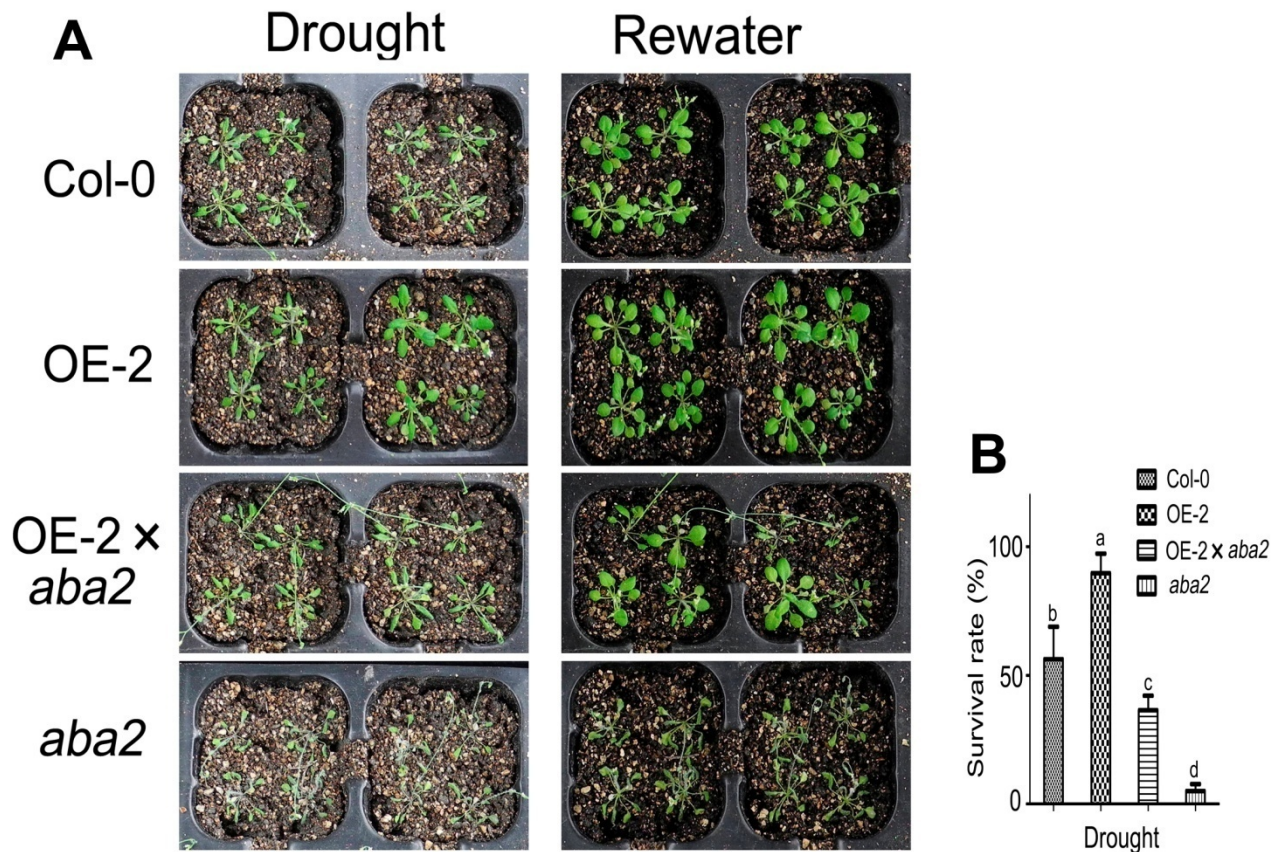 A
Drought
Rewater
Col-0
OE-2
OE-2 ×
aba2
aba2
B
Col-0
OE-2
OE-2 × aba2
aba2
Survival rate (%)
100
50
0
b
a
c
d
Drought